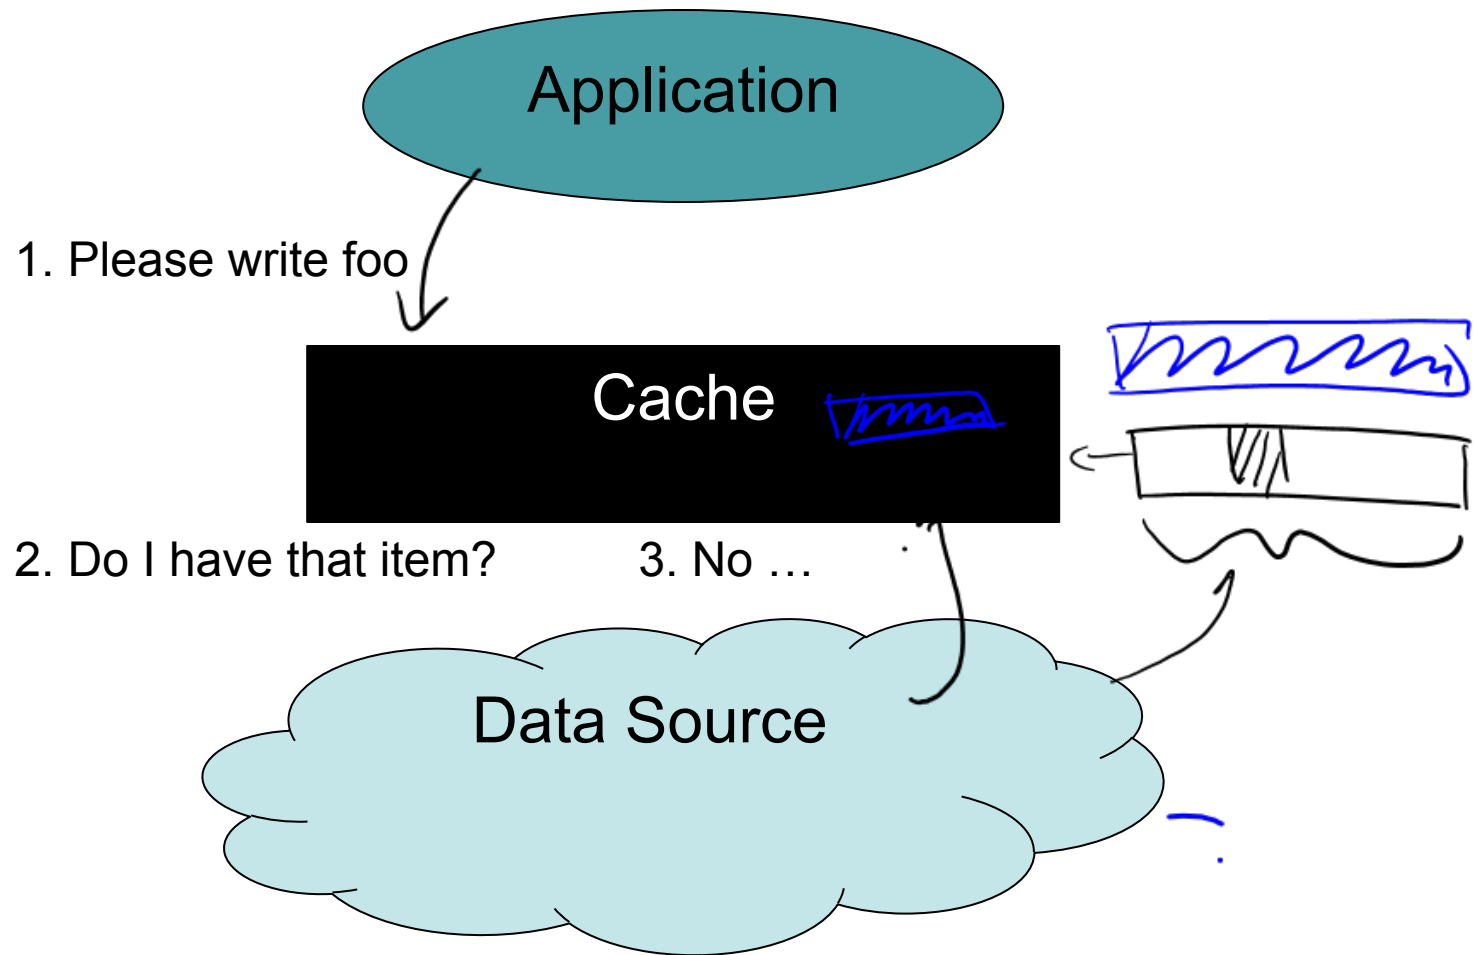 Application
1. Please write foo
Cache
2. Do I have that item? 3. No …
Data Source